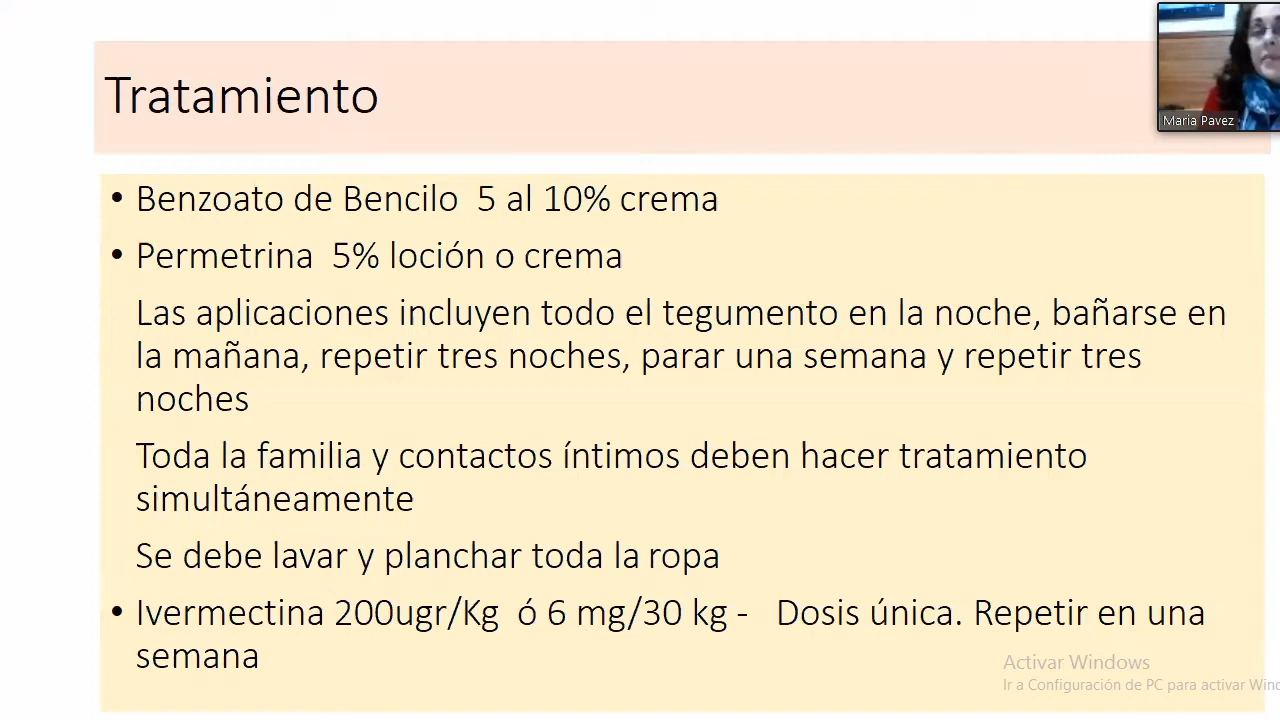 Tratamiento
Maria Pavez
• Benzoato de Bencilo 5 al 10% crema
• Permetrina 5% loción o crema
Las aplicaciones incluyen todo el tegumento en la noche, bañarse en
la mañana, repetir tres noches, parar una semana y repetir tres
noches
Toda la familia y contactos íntimos deben hacer tratamiento
simultáneamente
Se debe lavar y planchar toda la ropa
• Ivermectina 200ugr/Kg ó 6 mg/30 kg - Dosis única. Repetir en una
semana
Activar Windows
Ir a Configuración de PC para activar Win